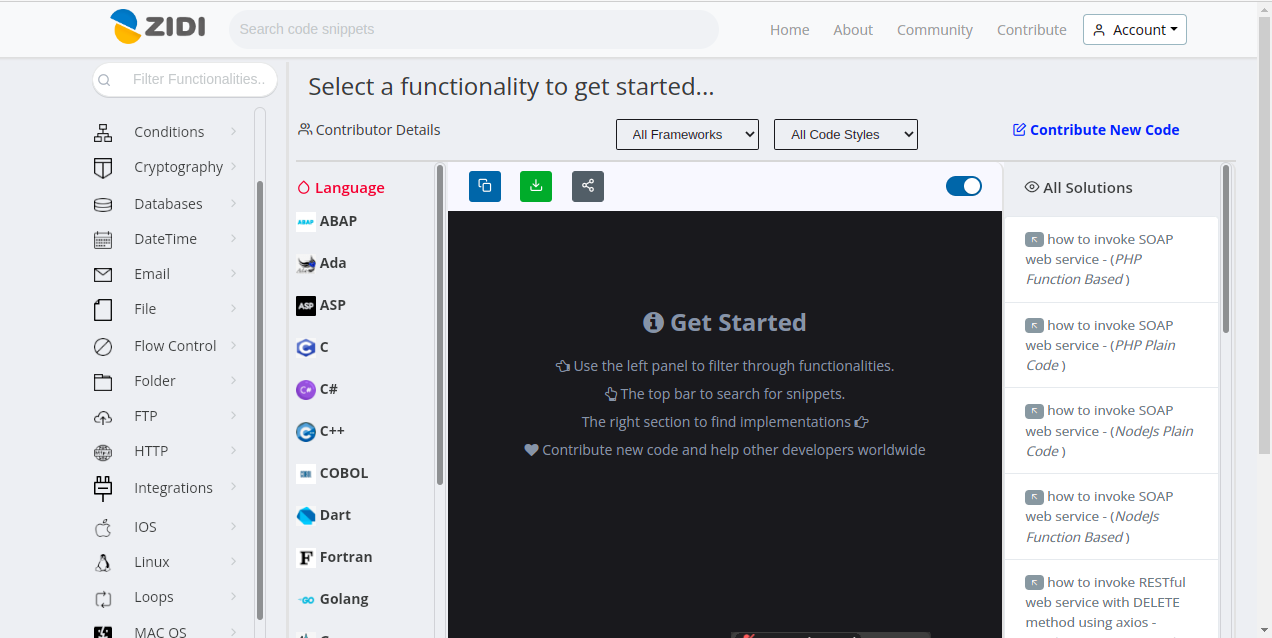 ZIDI
Search code snippets
Home About Community Contribute Account
Filter Functionalities..
Select a functionality to get started...
Contributor Details
All Frameworks
All Code Styles
Contribute New Code
Conditions
Cryptography
Databases
DateTime
Email
File
Flow Control
Folder
FTP
HTTP
Integrations
IOS
Linux
Loops
MAC OS
Language
ABAP ABAP
Ada
ASP ASP
C C
C# C#
C++
COBOL
Dart
F Fortran
GO Golang
Get Started
Use the left panel to filter through functionalities.
The top bar to search for snippets.
The right section to find implementations
Contribute new code and help other developers worldwide
All Solutions
how to invoke SOAP
web service - (PHP
Function Based )
how to invoke SOAP
web service - (PHP Plain
Code )
how to invoke SOAP
web service - (NodeJs Plain
Code )
how to invoke SOAP
web service - (NodeJs
Function Based )
how to invoke RESTful
web service with DELETE
method using axios -